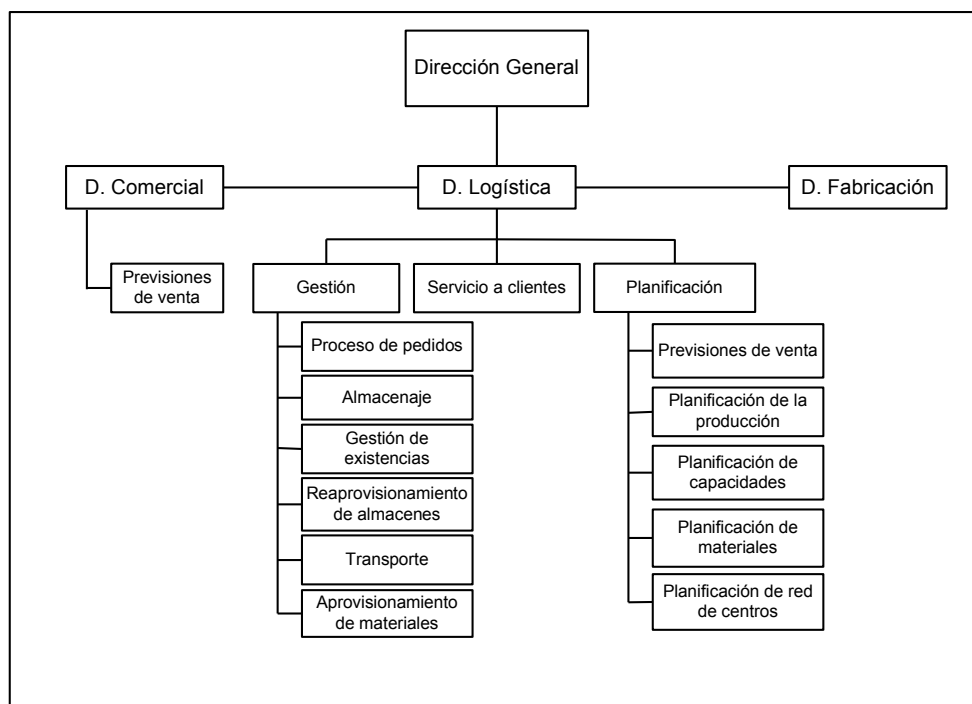 Dirección General
D. Comercial
D. Logística
D. Fabricación
Previsiones
de venta
Gestión
Servicio a clientes
Planificación
Proceso de pedidos
Almacenaje
Gestión de
existencias
Reaprovisionamiento
de almacenes
Transporte
Aprovisionamiento
de materiales
Previsiones de venta
Planificación de la
producción
Planificación de
capacidades
Planificación de
materiales
Planificación de red
de centros